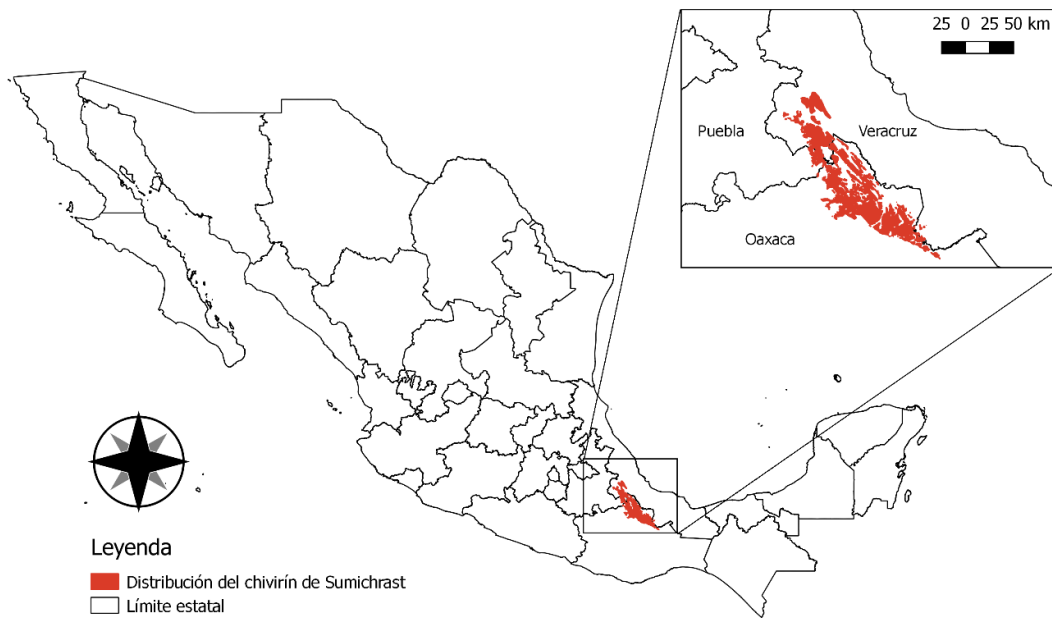 25 0 25 50 km
Puebla
Veracruz
Oaxaca
Leyenda
Distribución del chivirín de Sumichrast
Límite estatal